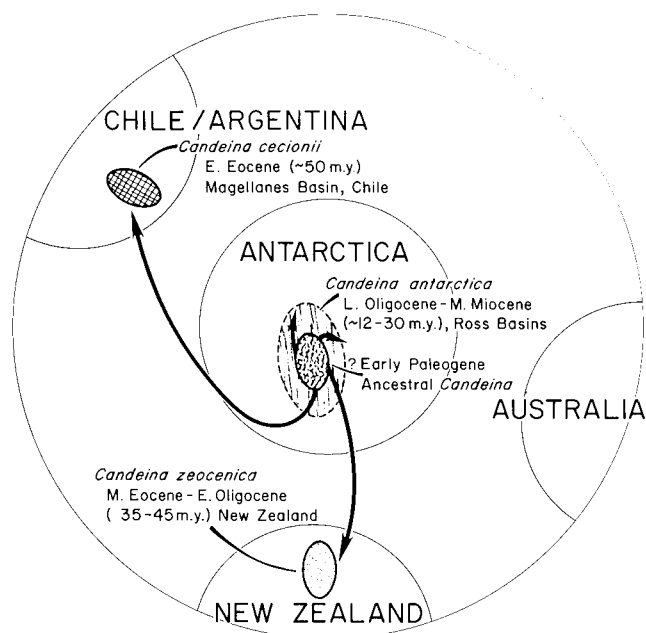 CHILE/ARGENTINA
Candeina cecionii
E. Eocene (~50 m.y.)
Magellanes Basin, Chile
ANTARCTICA
Candeina antarctica
L. Oligocene - M. Miocene
(~12-30 m.y.), Ross Basins
? Early Paleogene
Ancestral Candeina
AUSTRALIA
Candeina zeocenica
M. Eocene - E. Oligocene
( 35-45 m.y.) New Zealand
NEW ZEALAND